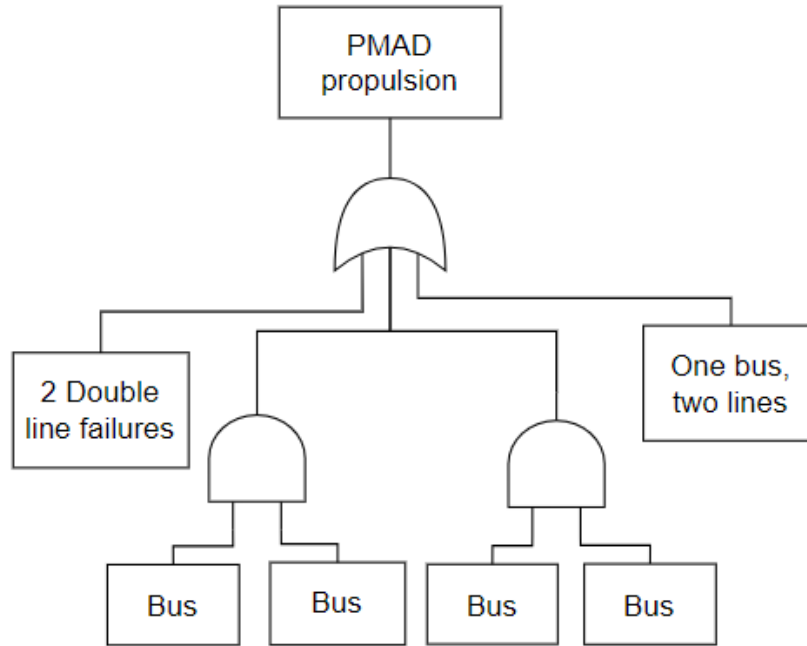 PMAD
propulsion
2 Double
line failures
One bus,
two lines
Bus
Bus
Bus
Bus